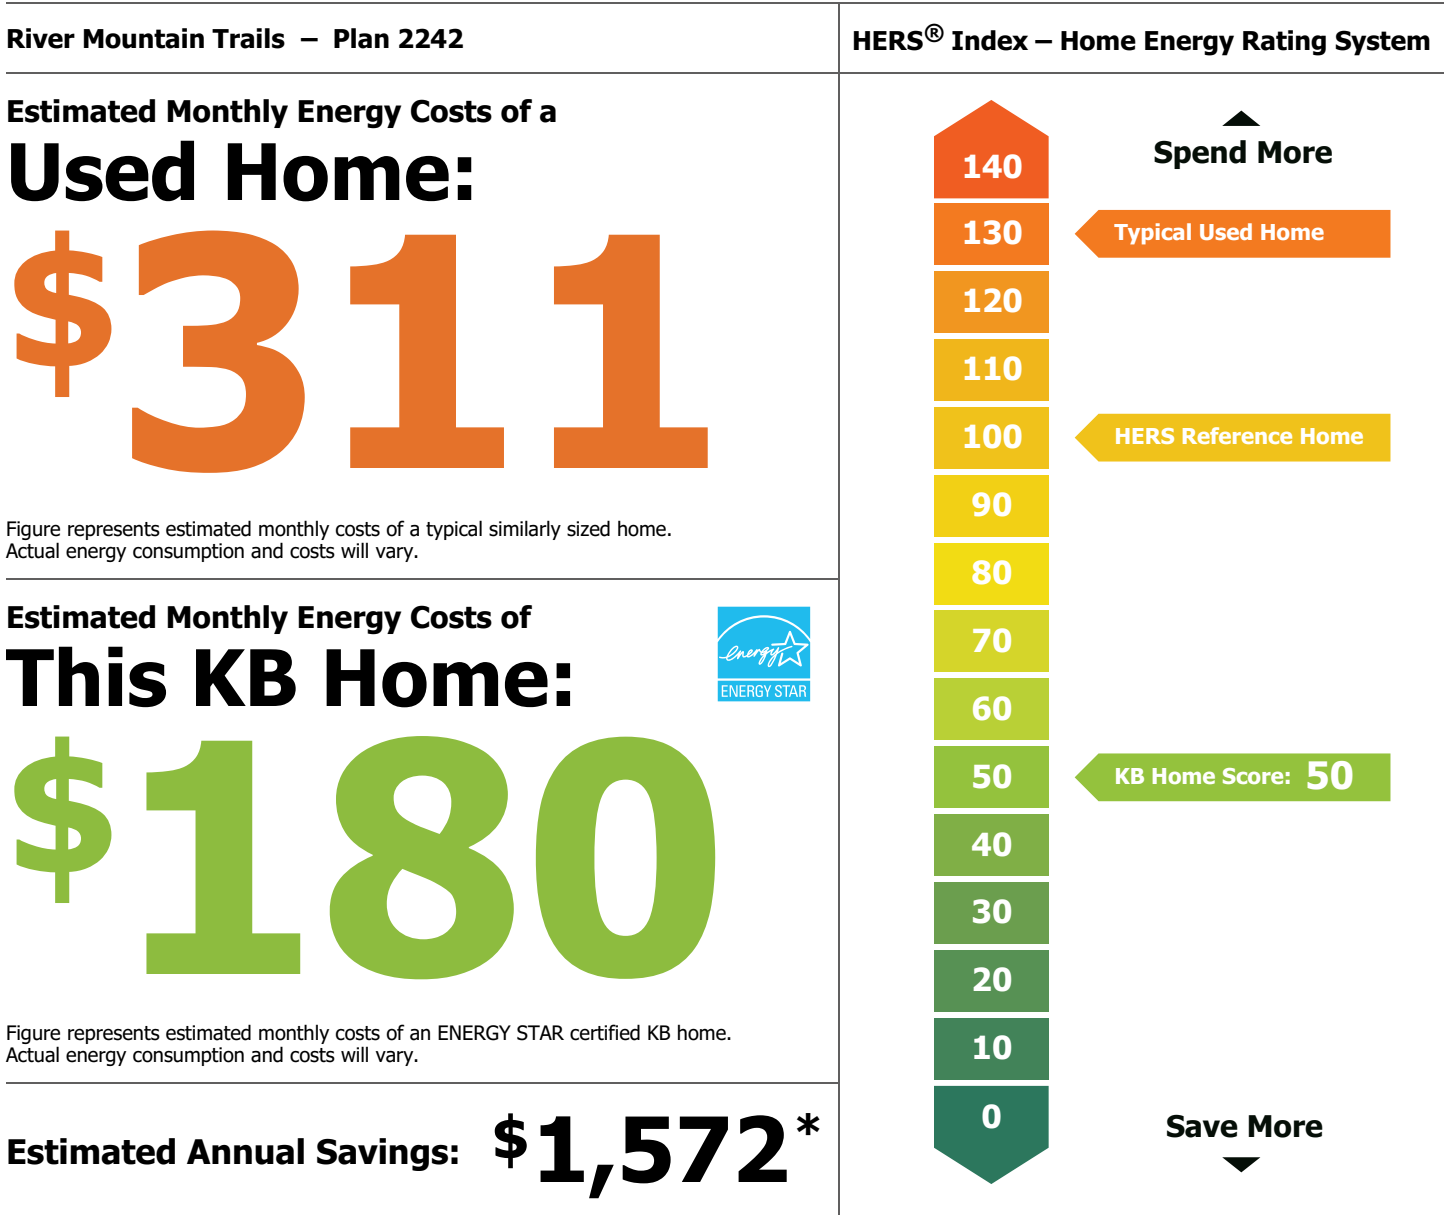 River Mountain Trails – Plan 2242
Estimated Monthly Energy Costs of a
Used Home:
$311
Figure represents estimated monthly costs of a typical similarly sized home.
Actual energy consumption and costs will vary.
Estimated Monthly Energy Costs of
This KB Home:
energy
ENERGY STAR
$180
Figure represents estimated monthly costs of an ENERGY STAR certified KB home.
Actual energy consumption and costs will vary.
Estimated Annual Savings: $1,572*
HERS® Index – Home Energy Rating System
Spend More
140
130 Typical Used Home
120
110
100 HERS Reference Home
90
80
70
60
50 KB Home Score: 50
40
30
20
10
0
Save More